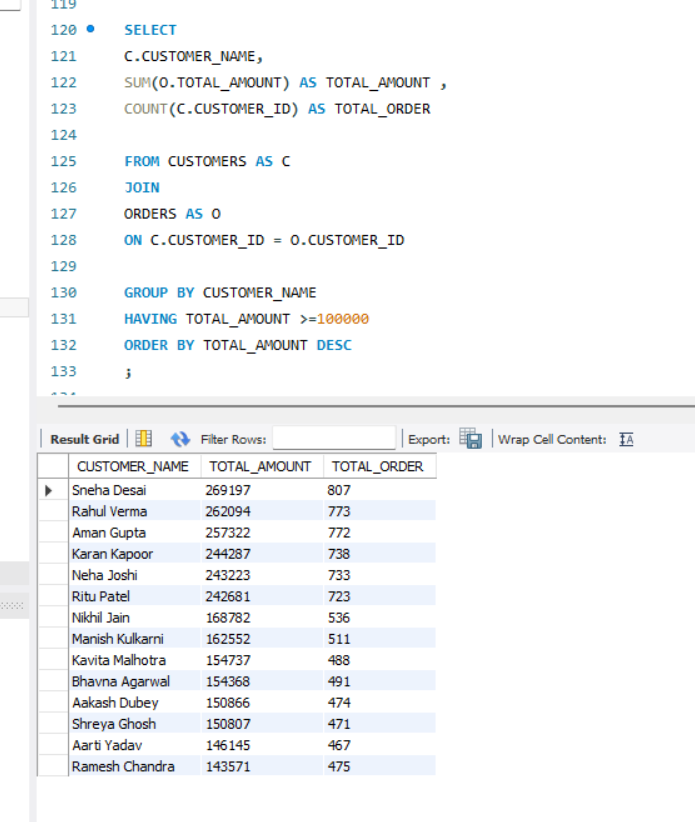 119
120 SELECT
121 C.CUSTOMER_NAME,
122 SUM(O.TOTAL_AMOUNT) AS TOTAL_AMOUNT ,
123 COUNT(C.CUSTOMER_ID) AS TOTAL_ORDER
124
125 FROM CUSTOMERS AS C
126 JOIN
127 ORDERS AS O
128 ON C.CUSTOMER_ID = O.CUSTOMER_ID
129
130 GROUP BY CUSTOMER_NAME
131 HAVING TOTAL_AMOUNT >=100000
132 ORDER BY TOTAL_AMOUNT DESC
133 ;
Result Grid Filter Rows: Export: Wrap Cell Content: IA
CUSTOMER_NAME TOTAL_AMOUNT TOTAL_ORDER
Sneha Desai 269197 807
Rahul Verma 262094 773
Aman Gupta 257322 772
Karan Kapoor 244287 738
Neha Joshi 243223 733
Ritu Patel 242681 723
Nikhil Jain 168782 536
Manish Kulkarni 162552 511
Kavita Malhotra 154737 488
Bhavna Agarwal 154368 491
Aakash Dubey 150866 474
Shreya Ghosh 150807 471
Aarti Yadav 146145 467
Ramesh Chandra 143571 475